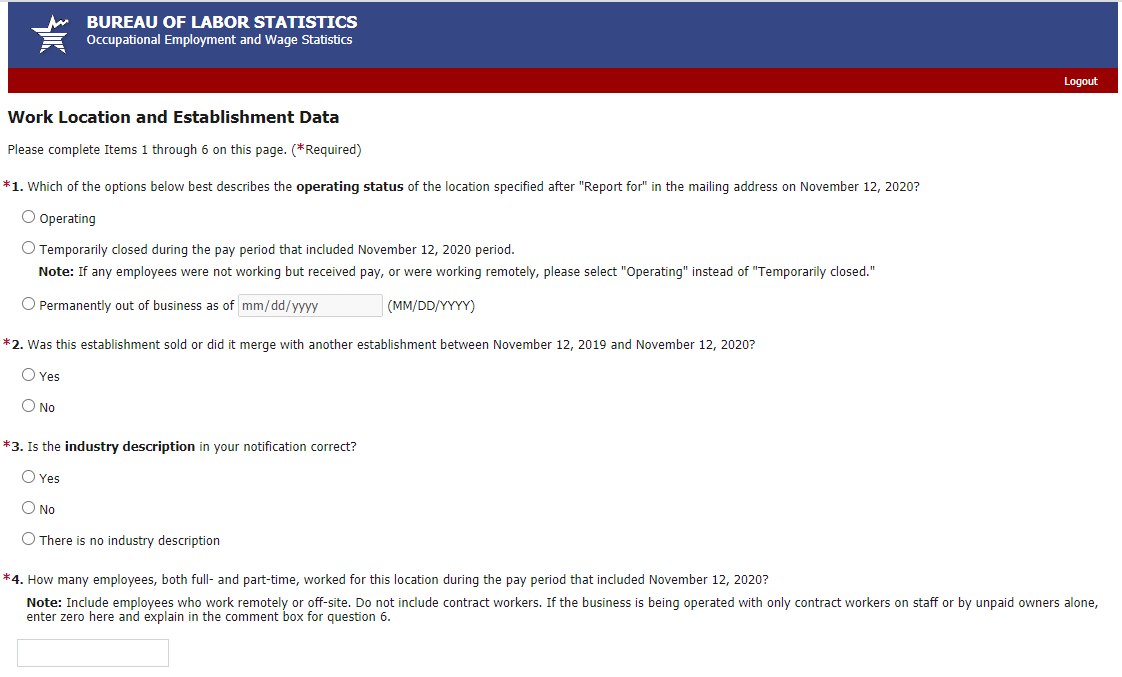 BUREAU OF LABOR STATISTICS
Occupational Employment and Wage Statistics
Logout
Work Location and Establishment Data
Please complete Items 1 through 6 on this page. (*Required)
*1. Which of the options below best describes the operating status of the location specified after "Report for" in the mailing address on November 12, 2020?
Operating
Temporarily closed during the pay period that included November 12, 2020 period.
Note: If any employees were not working but received pay, or were working remotely, please select "Operating" instead of "Temporarily closed."
Permanently out of business as of mm/dd/yyyy (MM/DD/YYYY)
*2. Was this establishment sold or did it merge with another establishment between November 12, 2019 and November 12, 2020?
Yes
No
*3. Is the industry description in your notification correct?
Yes
No
There is no industry description
*4. How many employees, both full- and part-time, worked for this location during the pay period that included November 12, 2020?
Note: Include employees who work remotely or off-site. Do not include contract workers. If the business is being operated with only contract workers on staff or by unpaid owners alone,
enter zero here and explain in the comment box for question 6.